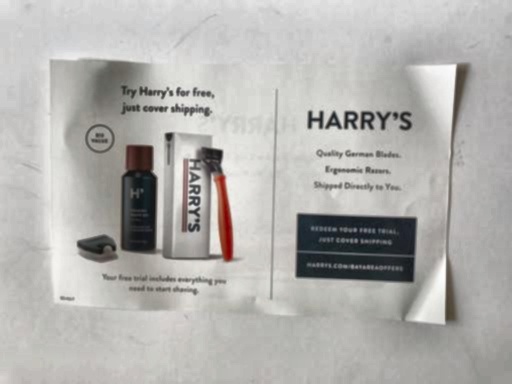 Try Harry's for free,
just cover shipping.
VALUE
H'
HARRY'S
Your free trial includes everything you
need to start shaving.
HARRY'S
Quality German Blades.
Ergonomic Razors.
Shipped Directly to You.
REDEEM YOUR FREE TRIAL,
JUST COVER SHIPPING
HARRYS.COM/BAYAREAOFFERS